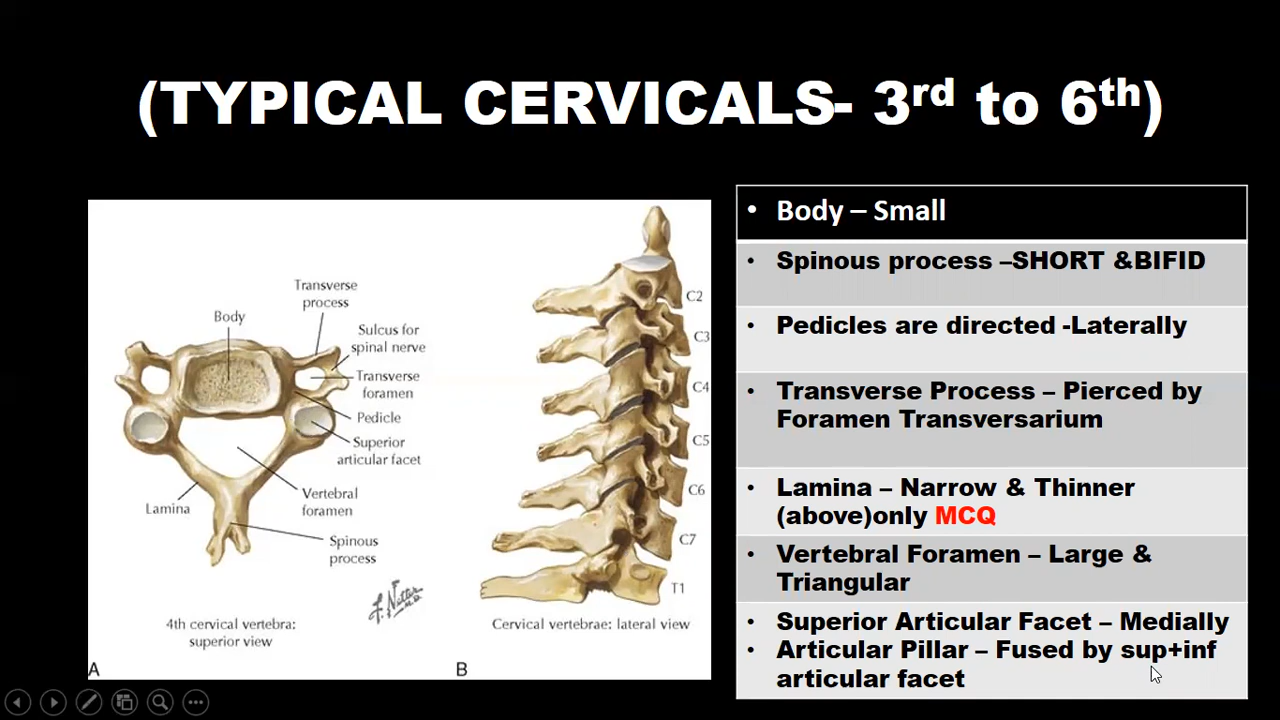 (TYPICAL CERVICALS- 3rd to 6th)
Transverse
process
Body
Sulcus for
spinal nerve
Transverse
foramen
Pedicle
Superior
articular facet
Lamina
Vertebral
foramen
Spinous
process
F. Netter
M.D.
4th cervical vertebra:
superior view
A
C2
C3
C4
C5
C6
C7
T1
Cervical vertebrae: lateral view
B
• Body – Small
• Spinous process –SHORT &BIFID
• Pedicles are directed -Laterally
• Transverse Process – Pierced by
Foramen Transversarium
• Lamina – Narrow & Thinner
(above)only MCQ
• Vertebral Foramen – Large &
Triangular
• Superior Articular Facet – Medially
• Articular Pillar – Fused by sup+inf
articular facet